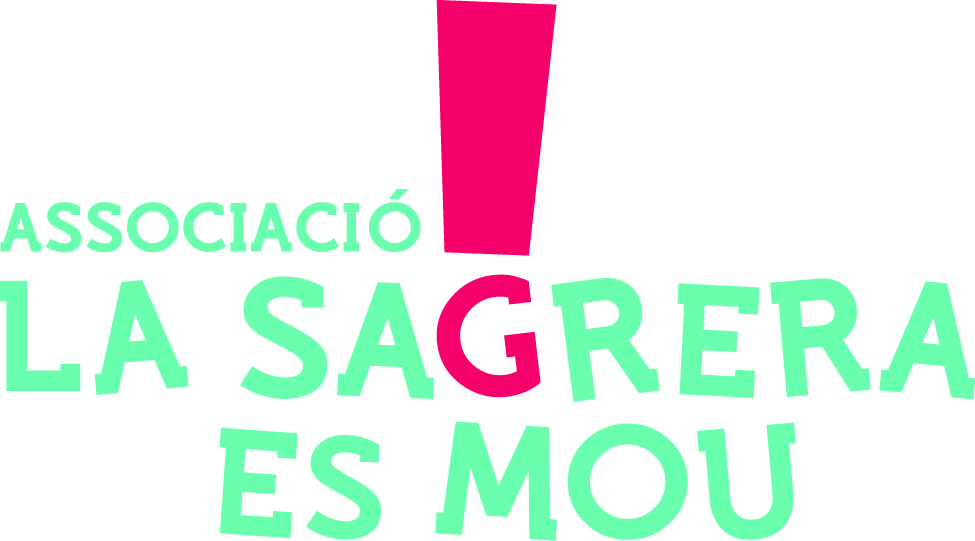 ASSOCIACIÓ
LA SAGRERA
ES MOU